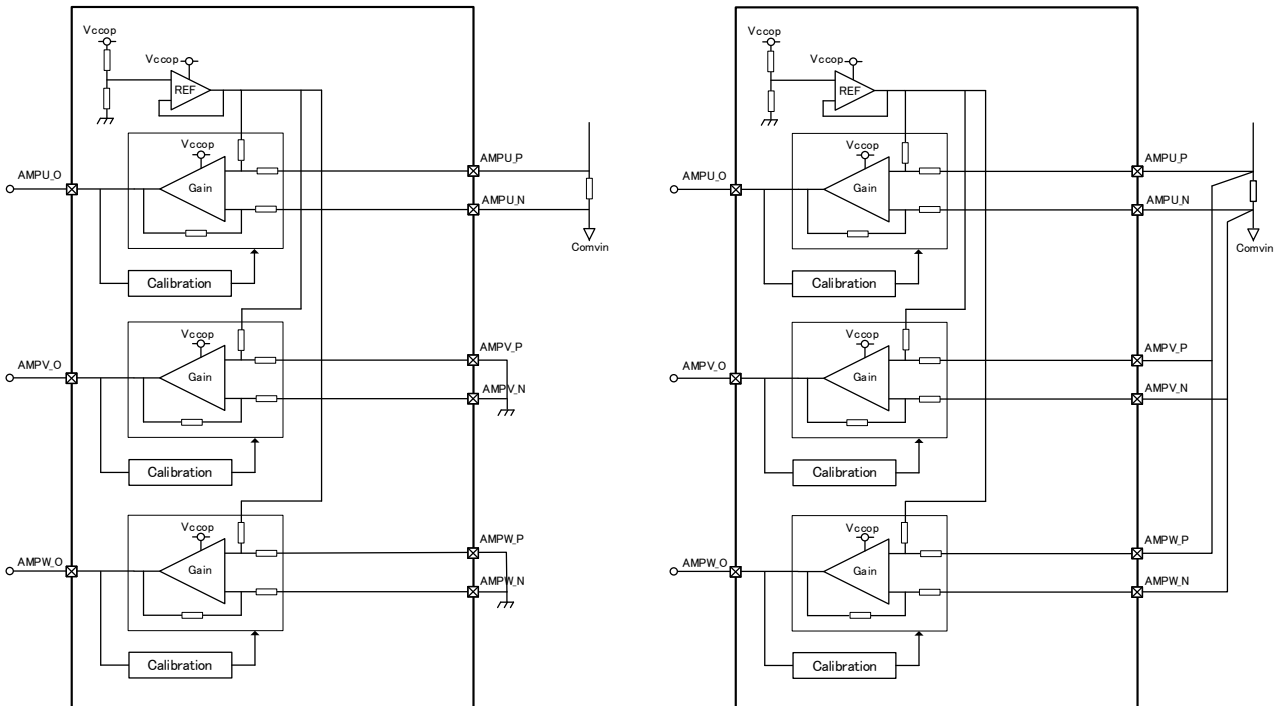 Vccop
Vccop
REF
Vccop
Gain
AMPU_O
AMPU_P
AMPU_N
Comvin
Calibration
Vccop
Gain
AMPV_O
AMPV_P
AMPV_N
Calibration
Vccop
Gain
AMPW_O
AMPW_P
AMPW_N
Calibration
Vccop
Vccop
REF
Vccop
Gain
AMPU_O
AMPU_P
AMPU_N
Comvin
Calibration
Vccop
Gain
AMPV_O
AMPV_P
AMPV_N
Calibration
Vccop
Gain
AMPW_O
AMPW_P
AMPW_N
Calibration